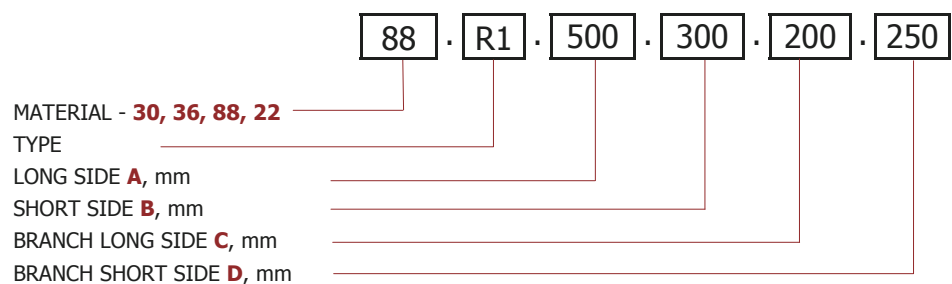 88 . R1 . 500 . 300 . 200 . 250
MATERIAL - 30, 36, 88, 22
TYPE
LONG SIDE A, mm
SHORT SIDE B, mm
BRANCH LONG SIDE C, mm
BRANCH SHORT SIDE D, mm